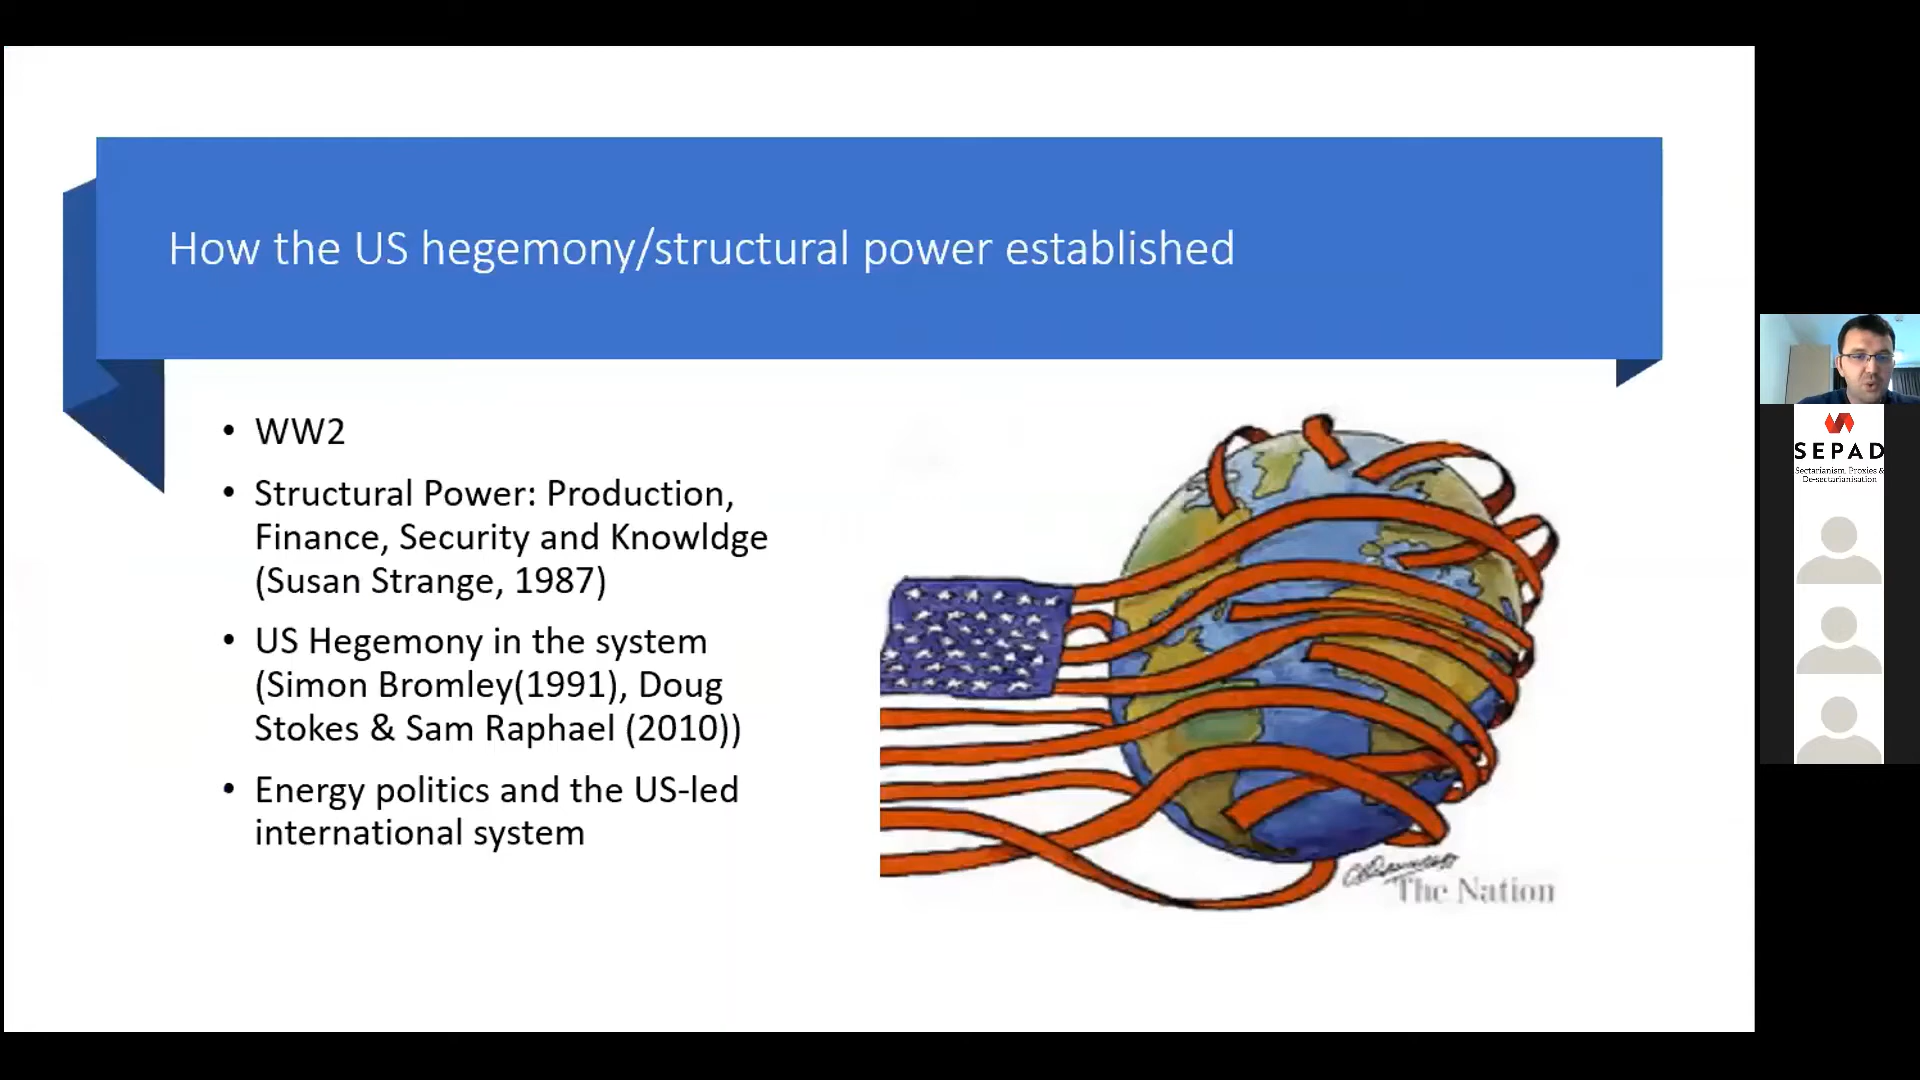 How the US hegemony/structural power established
• WW2
• Structural Power: Production,
Finance, Security and Knowldge
(Susan Strange, 1987)
• US Hegemony in the system
(Simon Bromley(1991), Doug
Stokes & Sam Raphael (2010))
• Energy politics and the US-led
international system
The Nation
SEPAD
Sectarianism, Proxies &
De-sectarianisation